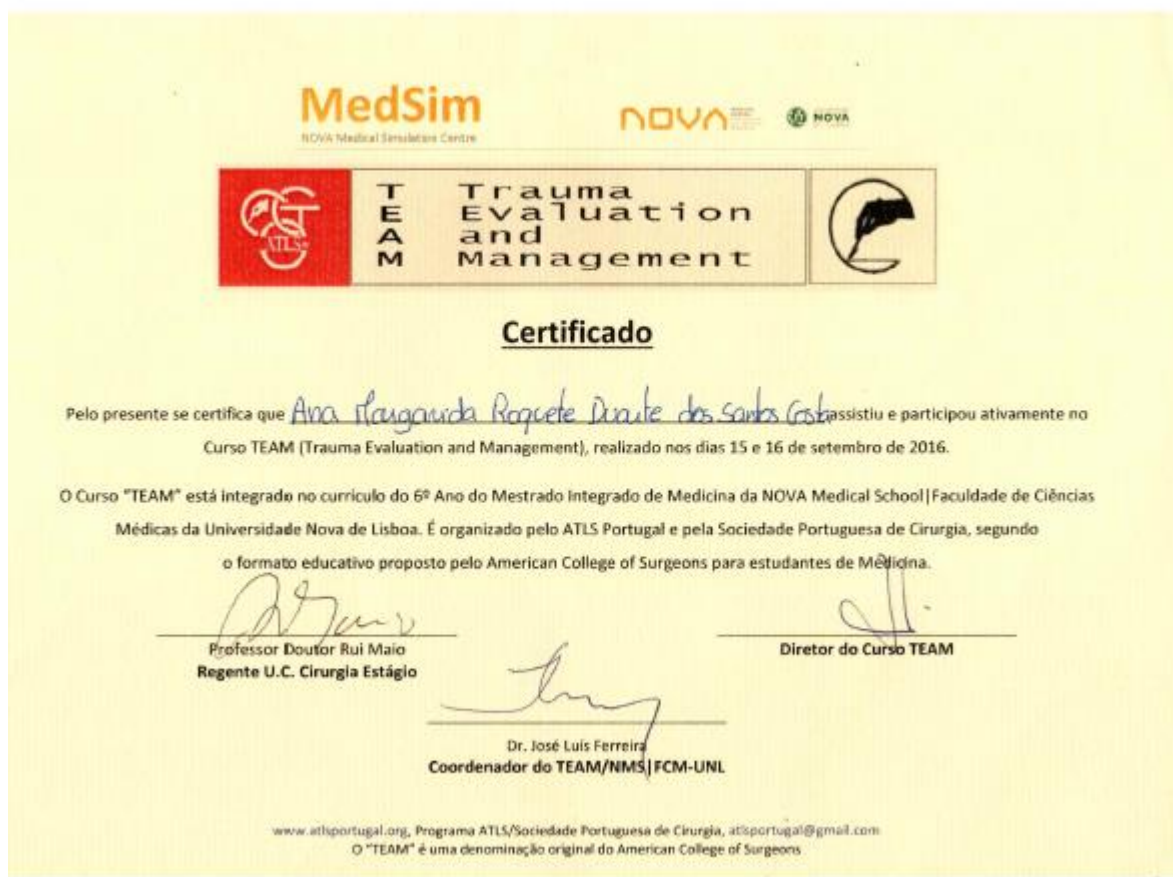 MedSim
NOVA Medical Simulation Centre
NOVA
NOVA
ATLS
TEAM
Trauma
Evaluation
and
Management
Certificado
Pelo presente se certifica que Ana Margarida Roquete Duarte dos Santos Costa assistiu e participou ativamente no
Curso TEAM (Trauma Evaluation and Management), realizado nos dias 15 e 16 de setembro de 2016.
O Curso "TEAM" está integrado no curriculo do 6º Ano do Mestrado Integrado de Medicina da NOVA Medical School|Faculdade de Ciências
Médicas da Universidade Nova de Lisboa. É organizado pelo ATLS Portugal e pela Sociedade Portuguesa de Cirurgia, segundo
o formato educativo proposto pelo American College of Surgeons para estudantes de Medicina.
Professor Doutor Rui Maio
Regente U.C. Cirurgia Estágio
Diretor do Curso TEAM
Dr. José Luís Ferreira
Coordenador do TEAM/NMS|FCM-UNL
www.atlsportugal.org, Programa ATLS/Sociedade Portuguesa de Cirurgia, atlsportugal@gmail.com
O "TEAM" é uma denominação original do American College of Surgeons